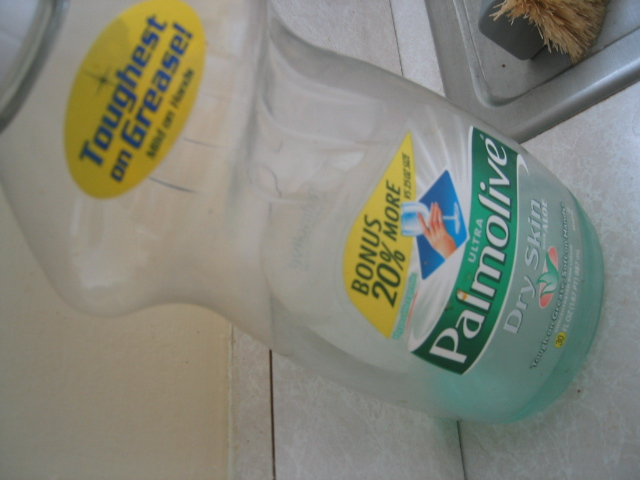 Toughest
on Grease!
Mild on Hands
BONUS
20% MORE
ULTRA
Palmolive
Dry Skin